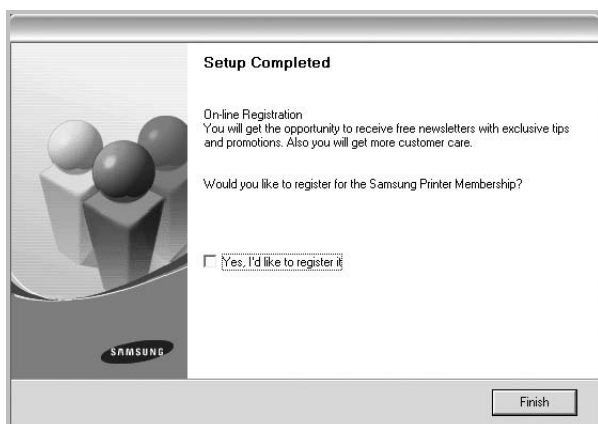 Setup Completed
On-line Registration
You will get the opportunity to receive free newsletters with exclusive tips
and promotions. Also you will get more customer care.
Would you like to register for the Samsung Printer Membership?
Yes, I'd like to register it
SAMSUNG
Finish